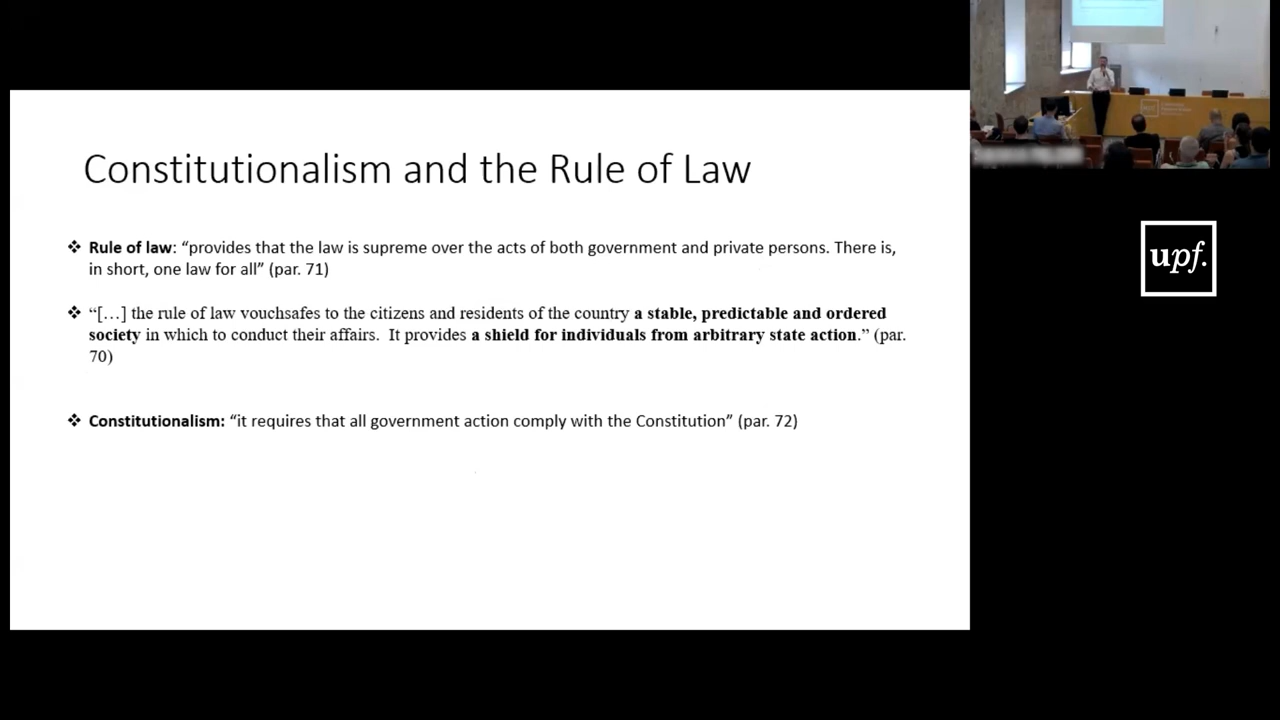 Constitutionalism and the Rule of Law
❖ Rule of law: “provides that the law is supreme over the acts of both government and private persons. There is,
in short, one law for all” (par. 71)
❖ “[…] the rule of law vouchsafes to the citizens and residents of the country a stable, predictable and ordered
society in which to conduct their affairs.  It provides a shield for individuals from arbitrary state action.” (par.
70)
❖ Constitutionalism: “it requires that all government action comply with the Constitution” (par. 72)
upf.